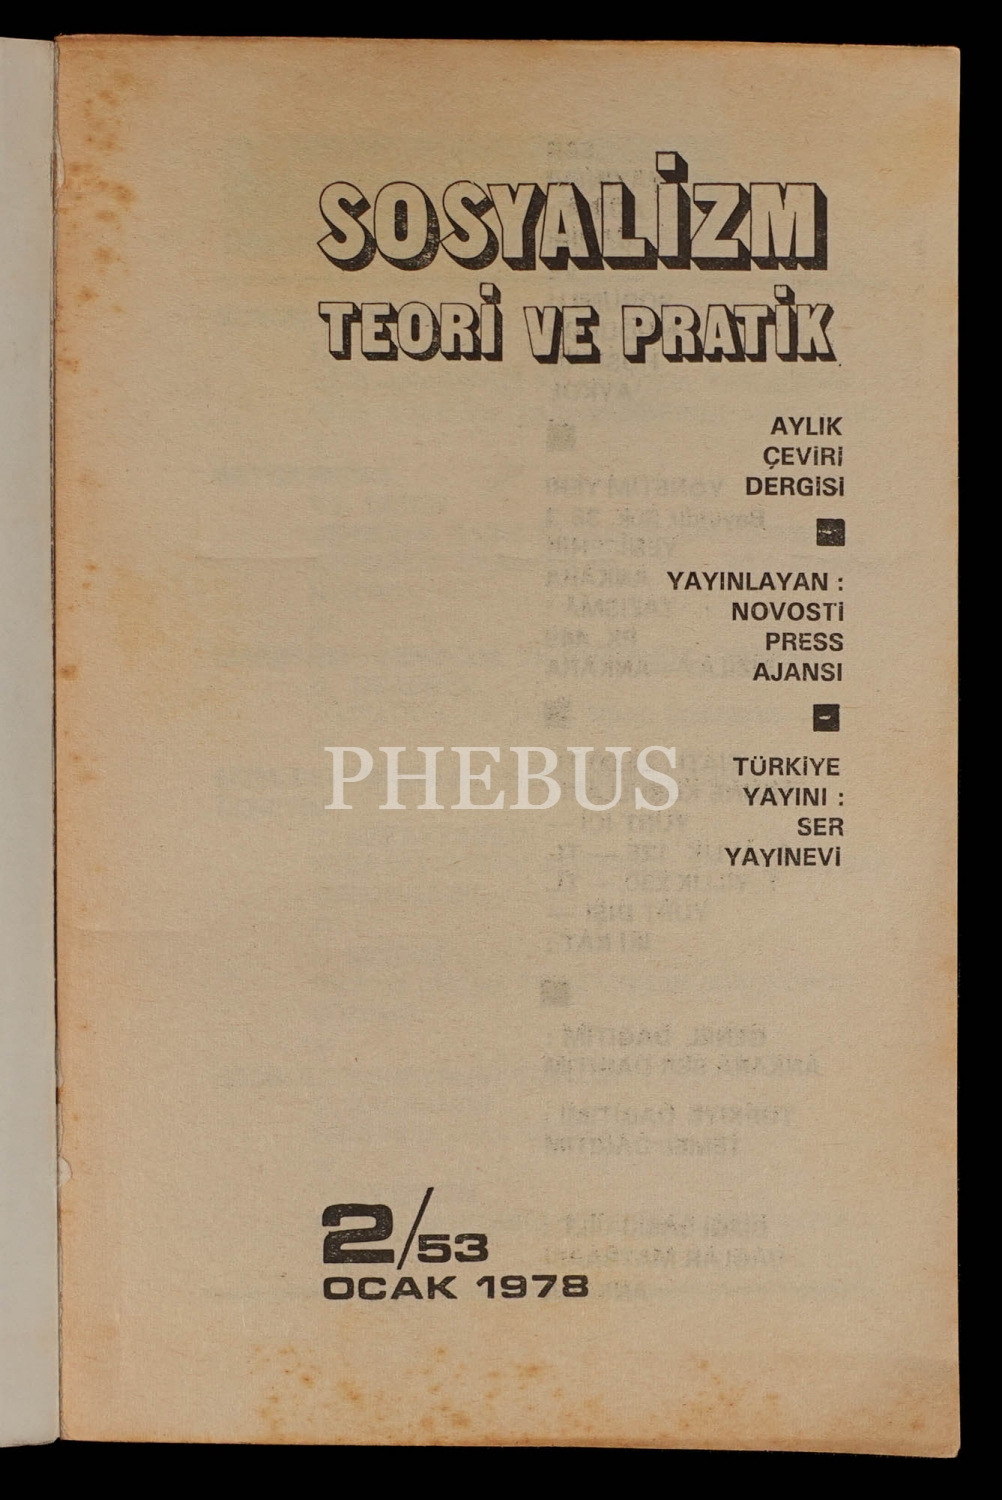 SOSYALİZM
TEORİ VE PRATİK
AYLIK
ÇEVİRİ
DERGİSİ
YAYINLAYAN :
NOVOSTİ
PRESS
AJANSI
TÜRKİYE
YAYINI :
SER
YAYINEVİ
PHEBUS
2/53
OCAK 1978